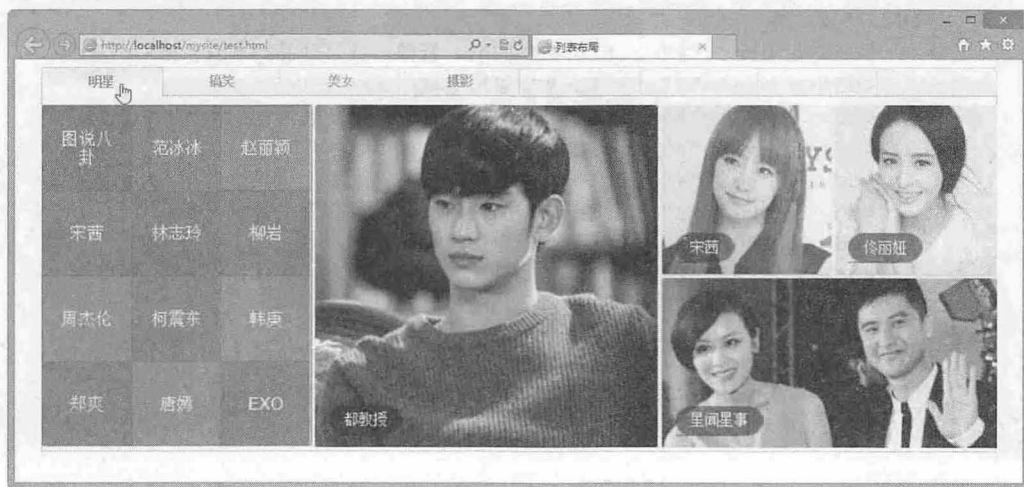 http://localhost/mysite/test.html
列表布局
明星 搞笑 美女 摄影
图说八
卦
范冰冰 赵丽颖
宋茜 林志玲 柳岩
周杰伦 柯震东 韩庚
郑爽 唐嫣 EXO
都教授
宋茜
佟丽娅
星闻星事